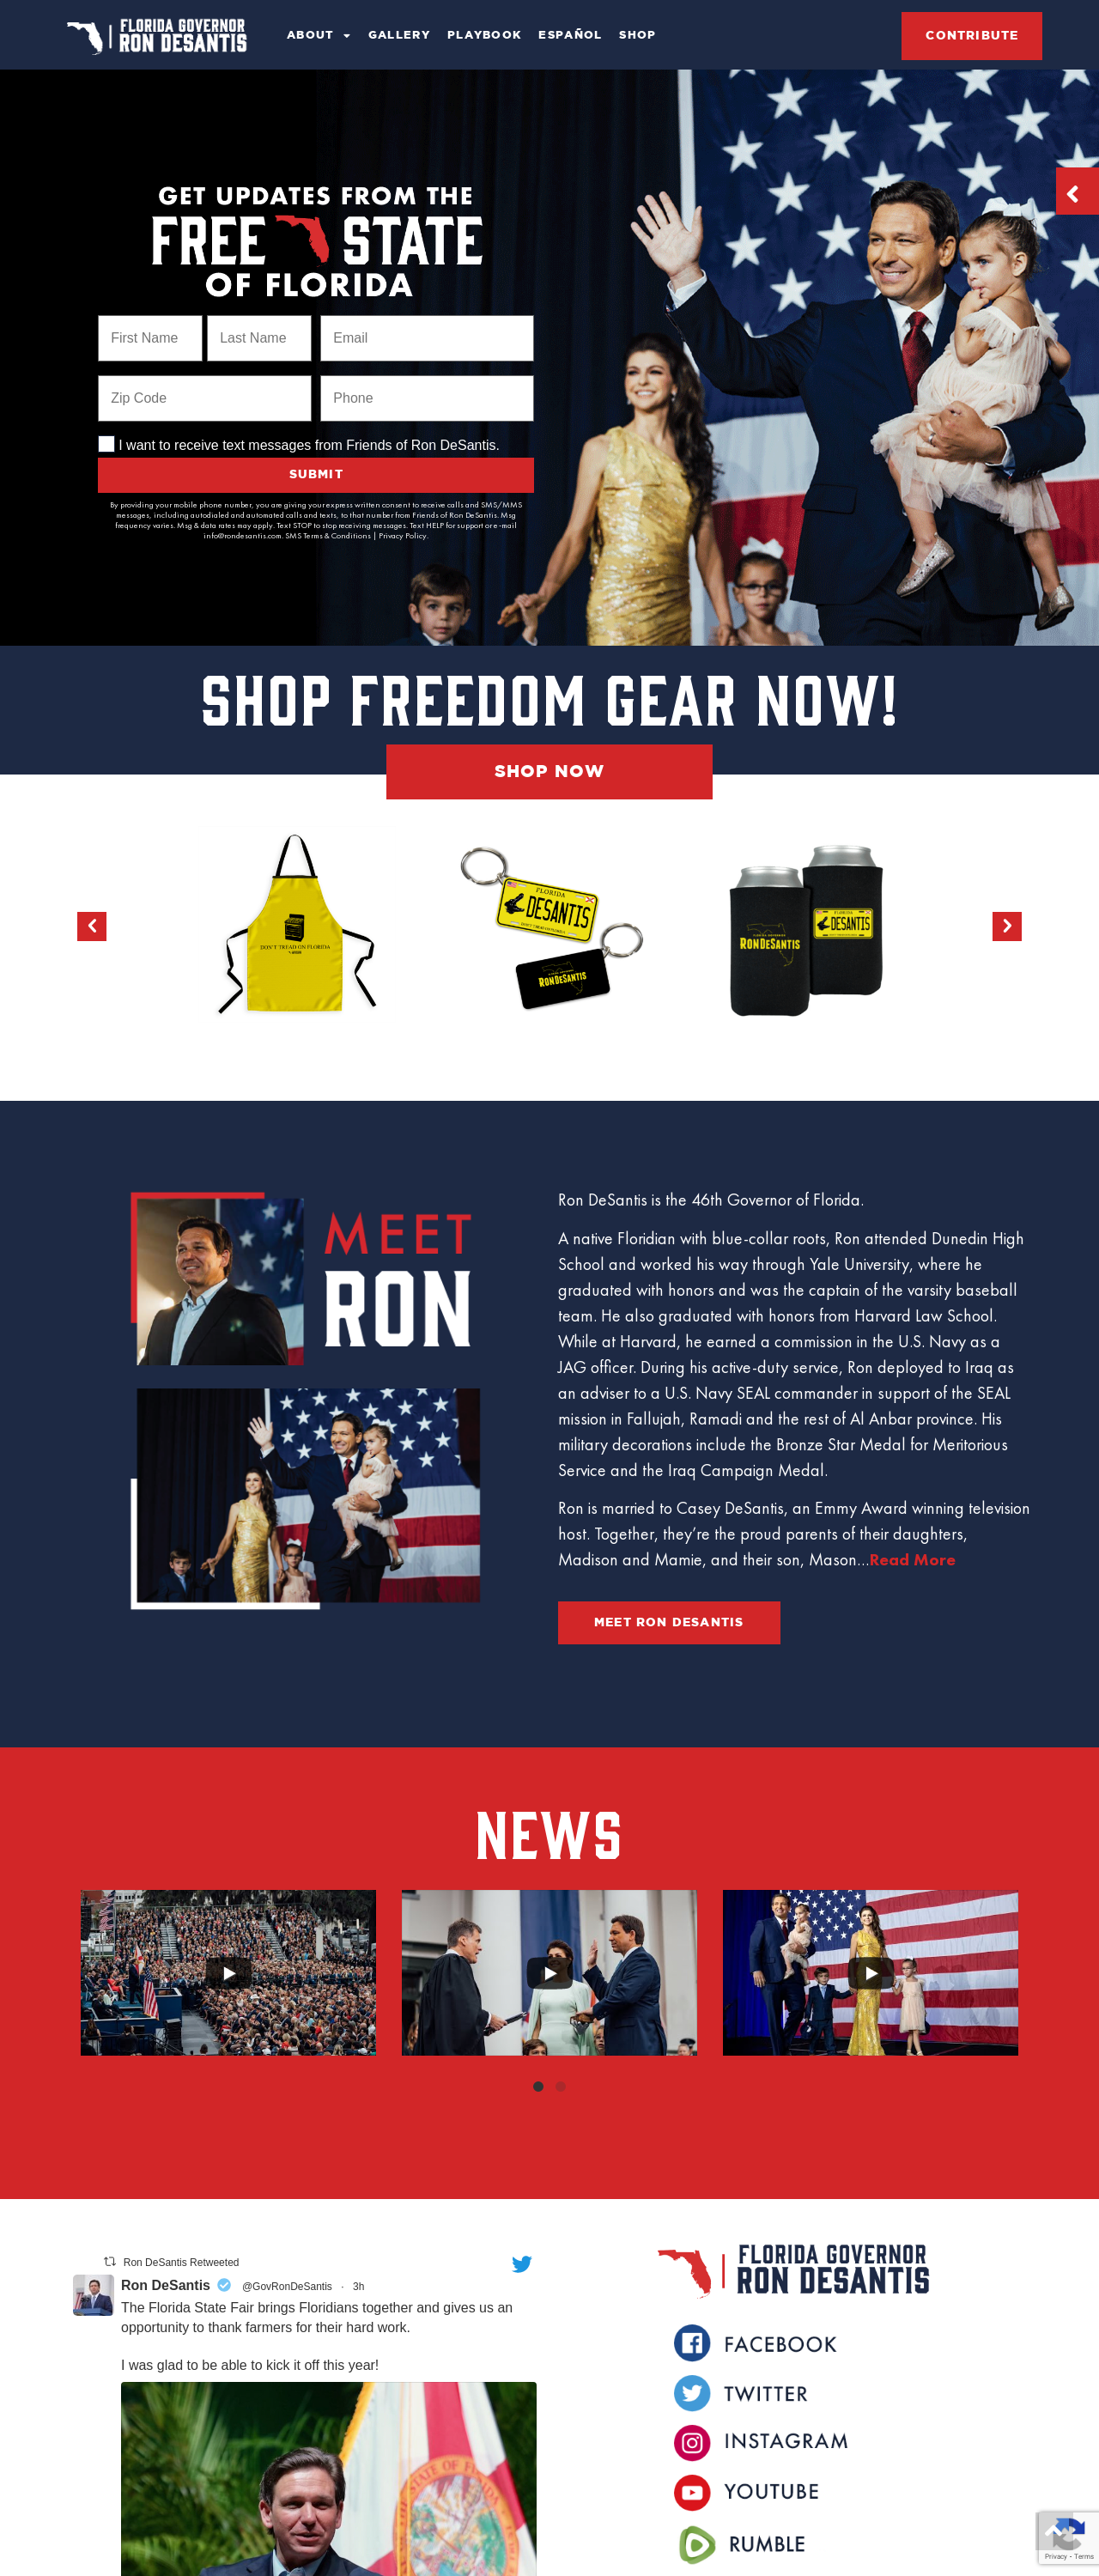 FLORIDA GOVERNOR
RON DESANTIS
ABOUT GALLERY PLAYBOOK ESPAÑOL SHOP
CONTRIBUTE
GET UPDATES FROM THE
FREE STATE
OF FLORIDA
First Name Last Name Email
Zip Code Phone
I want to receive text messages from Friends of Ron DeSantis.
SUBMIT
By providing your mobile phone number, you are giving your express written consent to receive calls and SMS/MMS
messages, including autodialed and automated calls and texts, to that number from Friends of Ron DeSantis. Msg
frequency varies. Msg & data rates may apply. Text STOP to stop receiving messages. Text HELP for support or e-mail
info@rondesantis.com. SMS Terms & Conditions | Privacy Policy.
SHOP FREEDOM GEAR NOW!
SHOP NOW
DON'T TREAD ON FLORIDA
FLORIDA
DESANTIS
RONDESANTIS
RONDESANTIS
FLORIDA
DESANTIS
MEET
RON
Ron DeSantis is the 46th Governor of Florida.
A native Floridian with blue-collar roots, Ron attended Dunedin High
School and worked his way through Yale University, where he
graduated with honors and was the captain of the varsity baseball
team. He also graduated with honors from Harvard Law School.
While at Harvard, he earned a commission in the U.S. Navy as a
JAG officer. During his active-duty service, Ron deployed to Iraq as
an adviser to a U.S. Navy SEAL commander in support of the SEAL
mission in Fallujah, Ramadi and the rest of Al Anbar province. His
military decorations include the Bronze Star Medal for Meritorious
Service and the Iraq Campaign Medal.
Ron is married to Casey DeSantis, an Emmy Award winning television
host. Together, they’re the proud parents of their daughters,
Madison and Mamie, and their son, Mason…Read More
MEET RON DESANTIS
NEWS
Ron DeSantis Retweeted
Ron DeSantis @GovRonDeSantis · 3h
The Florida State Fair brings Floridians together and gives us an
opportunity to thank farmers for their hard work.
I was glad to be able to kick it off this year!
FLORIDA GOVERNOR
RON DESANTIS
FACEBOOK
TWITTER
INSTAGRAM
YOUTUBE
RUMBLE
Privacy - Terms